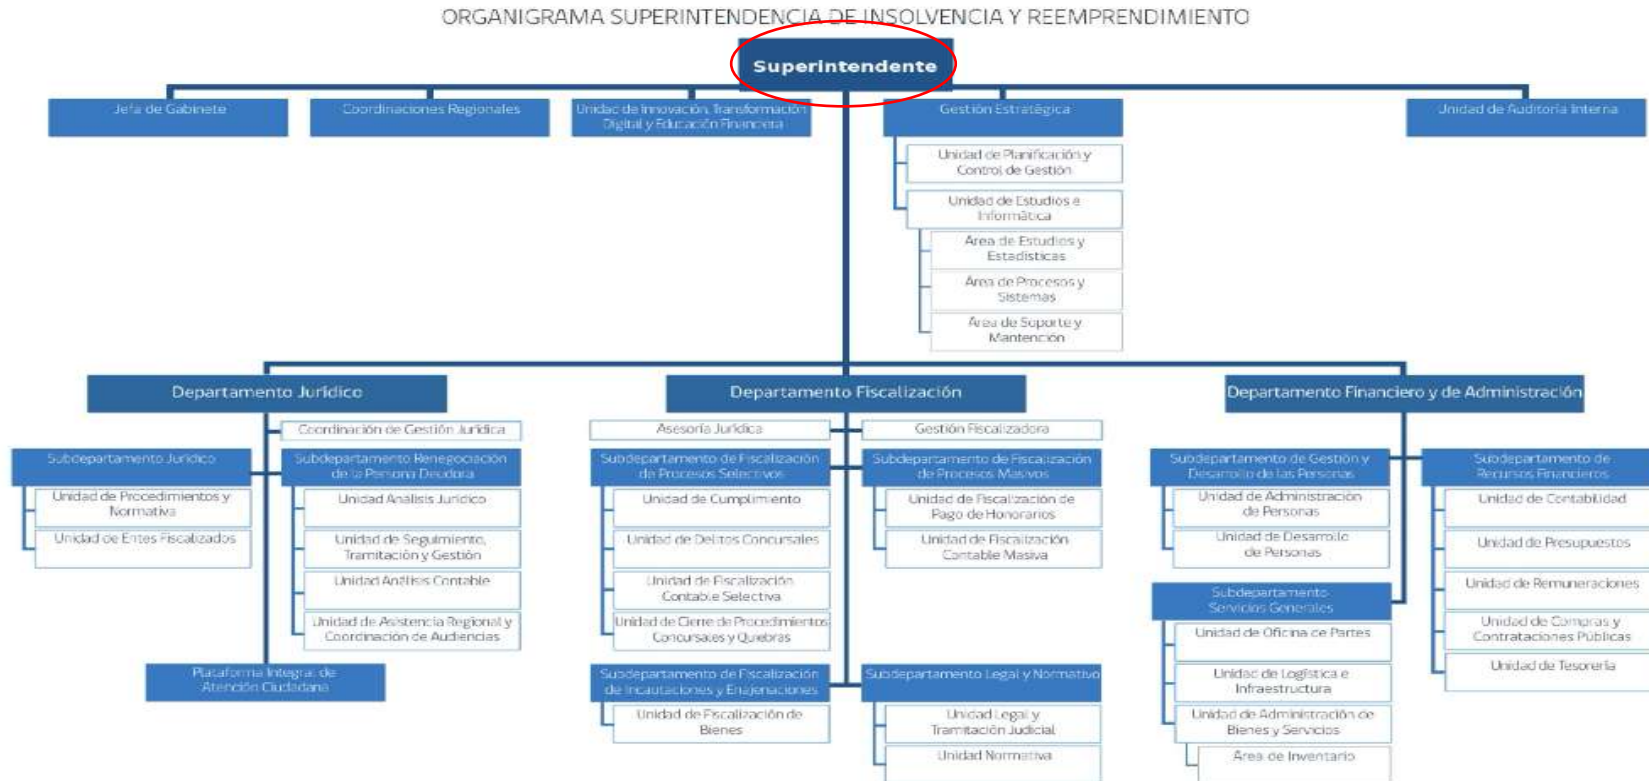 ORGANIGRAMA SUPERINTENDENCIA DE INSOLVENCIA Y REEMPRENDIMIENTO
Superintendente
Jefa de Gabinete
Coordinaciones Regionales
Unidad de Innovación, Transformación
Digital y Educación Financiera
Gestión Estratégica
Unidad de Auditoría Interna
Unidad de Planificación y
Control de Gestión
Unidad de Estudios e
Informática
Área de Estudios y
Estadísticas
Área de Procesos y
Sistemas
Área de Soporte y
Mantención
Departamento Jurídico
Coordinación de Gestión Jurídica
Subdepartamento Jurídico
Unidad de Procedimientos y
Normativa
Unidad de Entes Fiscalizados
Subdepartamento Renegociación
de la Persona Deudora
Unidad Análisis Jurídico
Unidad de Seguimiento,
Tramitación y Gestión
Unidad Análisis Contable
Unidad de Asistencia Regional y
Coordinación de Audiencias
Plataforma Integral de
Atención Ciudadana
Departamento Fiscalización
Asesoría Jurídica
Gestión Fiscalizadora
Subdepartamento de Fiscalización
de Procesos Selectivos
Unidad de Cumplimiento
Unidad de Delitos Concursales
Unidad de Fiscalización
Contable Selectiva
Unidad de Cierre de Procedimientos
Concursales y Quiebras
Subdepartamento de Fiscalización
de Procesos Masivos
Unidad de Fiscalización de
Pago de Honorarios
Unidad de Fiscalización
Contable Masiva
Subdepartamento de Fiscalización
de Incautaciones y Enajenaciones
Unidad de Fiscalización de
Bienes
Subdepartamento Legal y Normativo
Unidad Legal y
Tramitación Judicial
Unidad Normativa
Departamento Financiero y de Administración
Subdepartamento de Gestión y
Desarrollo de las Personas
Unidad de Administración
de Personas
Unidad de Desarrollo
de Personas
Subdepartamento
Servicios Generales
Unidad de Oficina de Partes
Unidad de Logística e
Infraestructura
Unidad de Administración de
Bienes y Servicios
Área de Inventario
Subdepartamento de
Recursos Financieros
Unidad de Contabilidad
Unidad de Presupuestos
Unidad de Remuneraciones
Unidad de Compras y
Contrataciones Públicas
Unidad de Tesorería